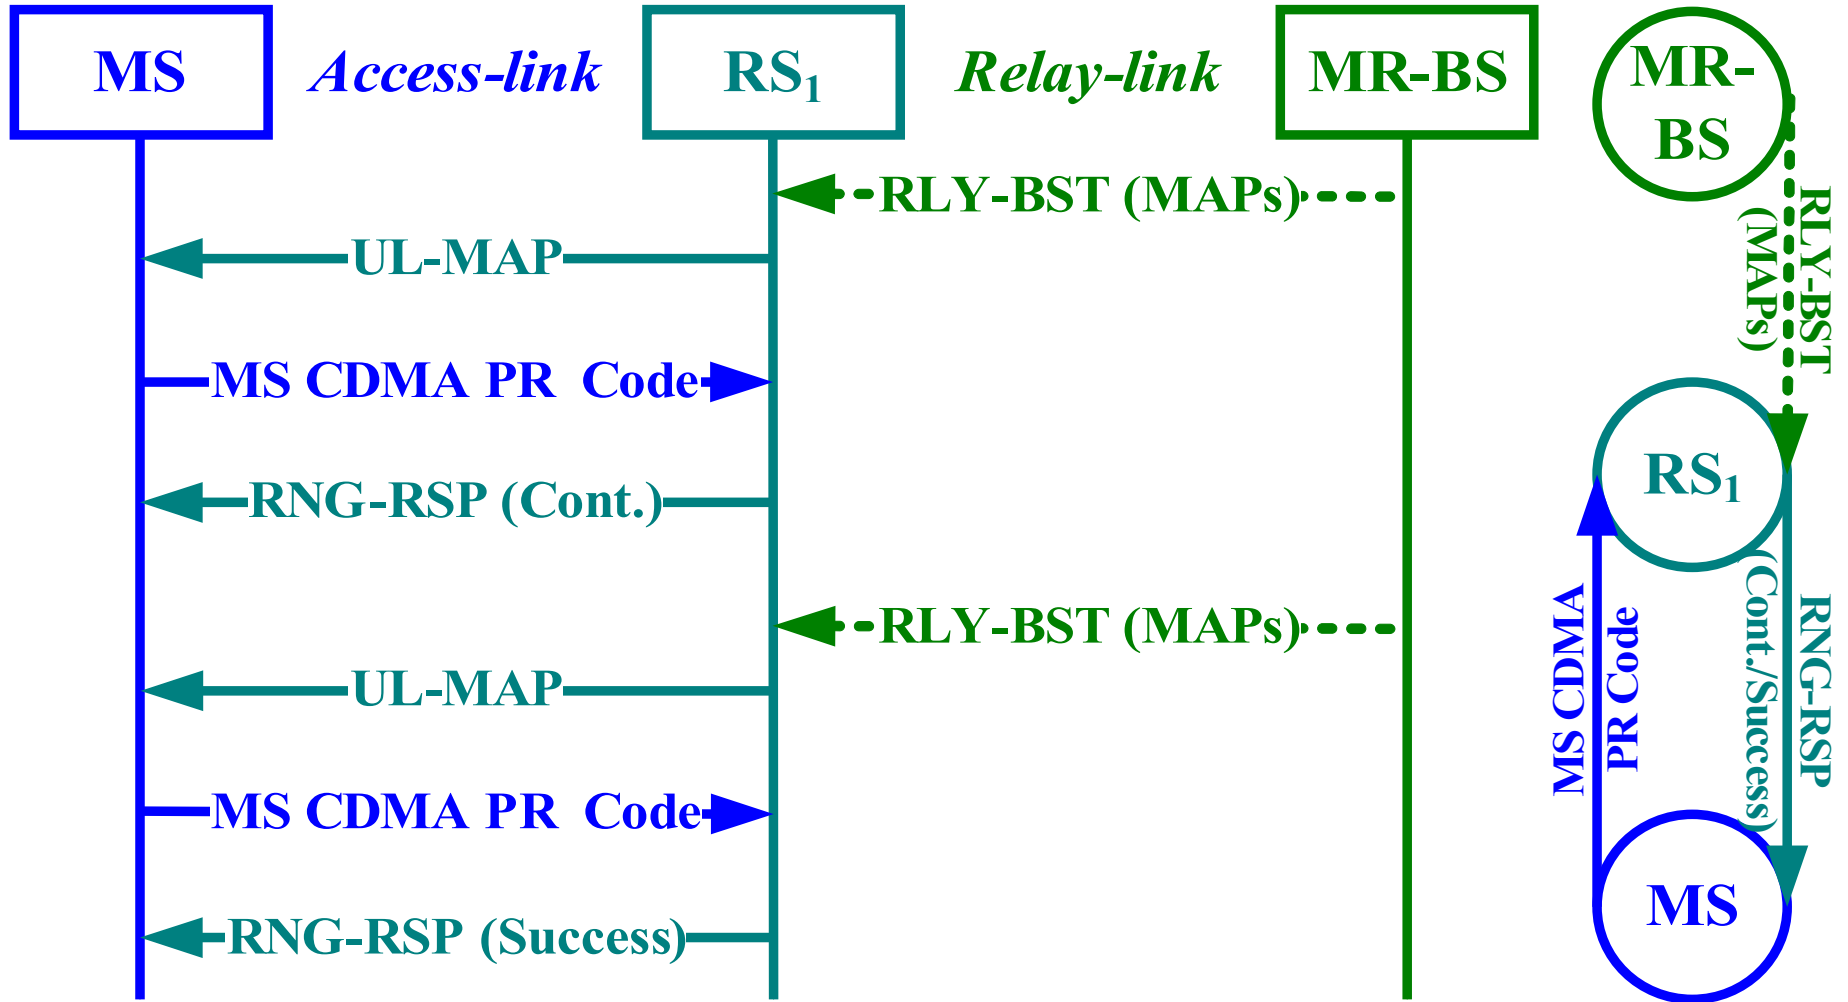 MS
Access-link
RS₁
Relay-link
MR-BS
RLY-BST (MAPs)
UL-MAP
MS CDMA PR Code
RNG-RSP (Cont.)
RLY-BST (MAPs)
UL-MAP
MS CDMA PR Code
RNG-RSP (Success)
MR-
BS
RLY-BST
(MAPs)
RS₁
MS CDMA
PR Code
RNG-RSP
(Cont./Success)
MS